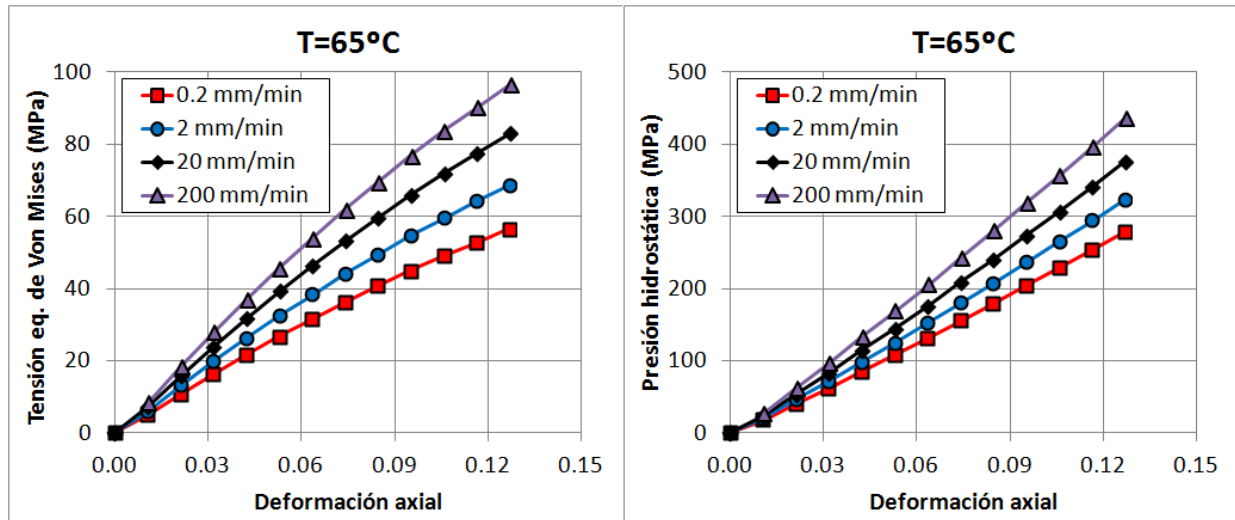 T=65ºC
Tensión eq. de Von Mises (MPa)
100
80
60
40
20
0
0.2 mm/min
2 mm/min
20 mm/min
200 mm/min
0.00
0.03
0.06
0.09
0.12
0.15
Deformación axial
T=65ºC
Presión hidrostática (MPa)
500
400
300
200
100
0
0.2 mm/min
2 mm/min
20 mm/min
200 mm/min
0.00
0.03
0.06
0.09
0.12
0.15
Deformación axial